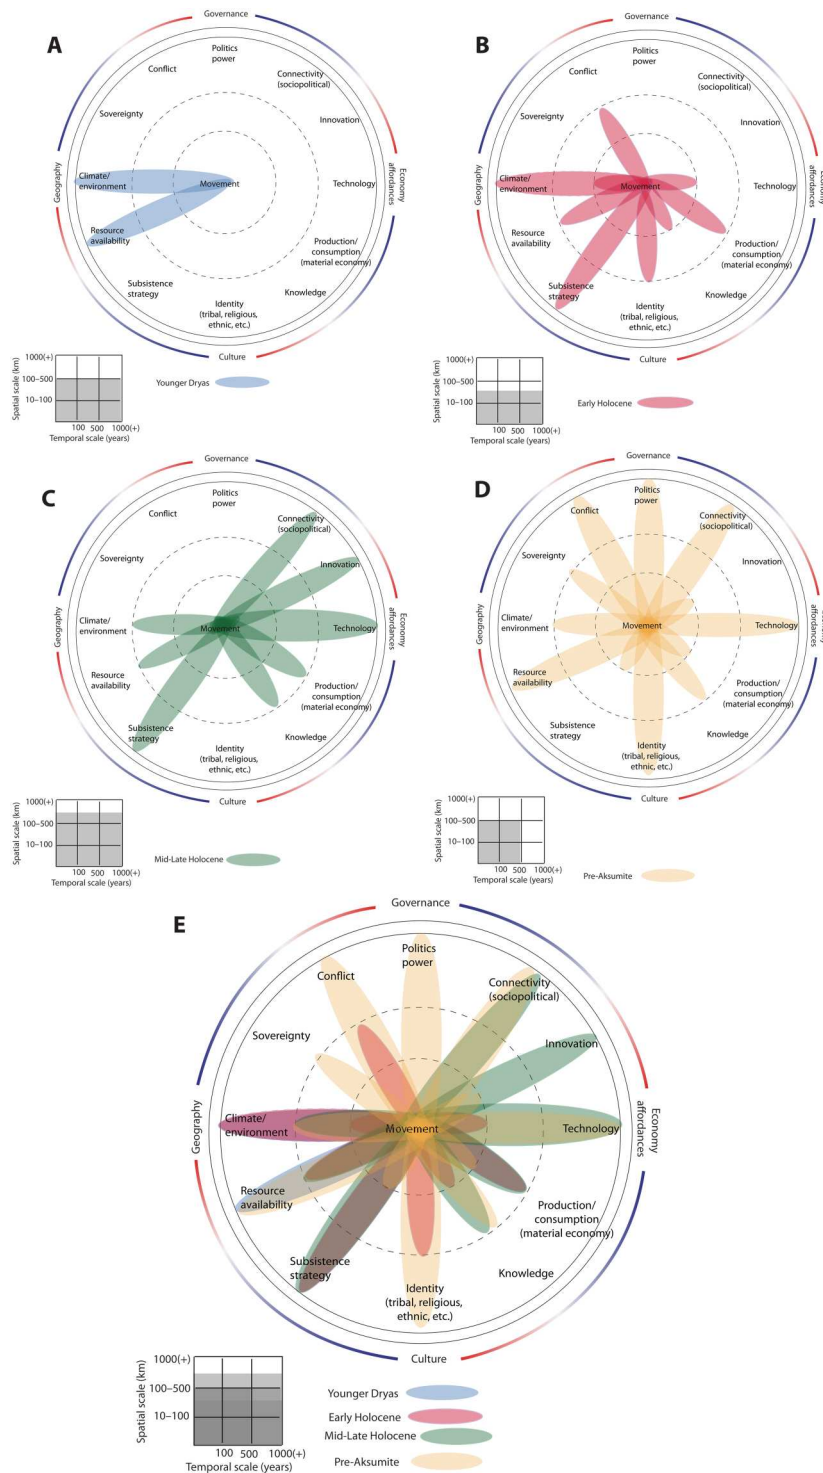 Governance
A
Politics
power
Conflict
Connectivity
(sociopolitical)
Sovereignty
Innovation
Geography
Climate/
environment
Movement
Technology
Economy
affordances
Resource
availability
Production/
consumption
(material economy)
Subsistence
strategy
Identity
(tribal, religious,
ethnic, etc.)
Knowledge
Culture
Spatial scale (km)
1000(+)
100–500
10–100
100 500 1000(+)
Temporal scale (years)
Younger Dryas
Governance
B
Politics
power
Conflict
Connectivity
(sociopolitical)
Sovereignty
Innovation
Geography
Climate/
environment
Movement
Technology
Economy
affordances
Resource
availability
Production/
consumption
(material economy)
Subsistence
strategy
Identity
(tribal, religious,
ethnic, etc.)
Knowledge
Culture
Spatial scale (km)
1000(+)
100–500
10–100
100 500 1000(+)
Temporal scale (years)
Early Holocene
Governance
C
Politics
power
Conflict
Connectivity
(sociopolitical)
Sovereignty
Innovation
Geography
Climate/
environment
Movement
Technology
Economy
affordances
Resource
availability
Production/
consumption
(material economy)
Subsistence
strategy
Identity
(tribal, religious,
ethnic, etc.)
Knowledge
Culture
Spatial scale (km)
1000(+)
100–500
10–100
100 500 1000(+)
Temporal scale (years)
Mid-Late Holocene
Governance
D
Politics
power
Conflict
Connectivity
(sociopolitical)
Sovereignty
Innovation
Geography
Climate/
environment
Movement
Technology
Economy
affordances
Resource
availability
Production/
consumption
(material economy)
Subsistence
strategy
Identity
(tribal, religious,
ethnic, etc.)
Knowledge
Culture
Spatial scale (km)
1000(+)
100–500
10–100
100 500 1000(+)
Temporal scale (years)
Pre-Aksumite
Governance
E
Politics
power
Conflict
Connectivity
(sociopolitical)
Sovereignty
Innovation
Geography
Climate/
environment
Movement
Technology
Economy
affordances
Resource
availability
Production/
consumption
(material economy)
Subsistence
strategy
Identity
(tribal, religious,
ethnic, etc.)
Knowledge
Culture
Spatial scale (km)
1000(+)
100–500
10–100
100 500 1000(+)
Temporal scale (years)
Younger Dryas
Early Holocene
Mid-Late Holocene
Pre-Aksumite